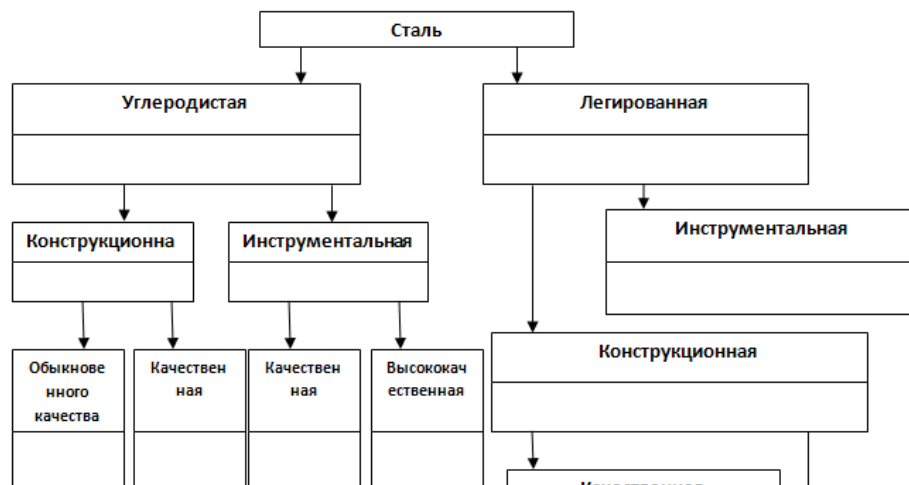 Сталь
Углеродистая
Легированная
Конструкционна
Инструментальная
Инструментальная
Конструкционная
Обыкнове
нного
качества
Качествен
ная
Качествен
ная
Высококач
ественная